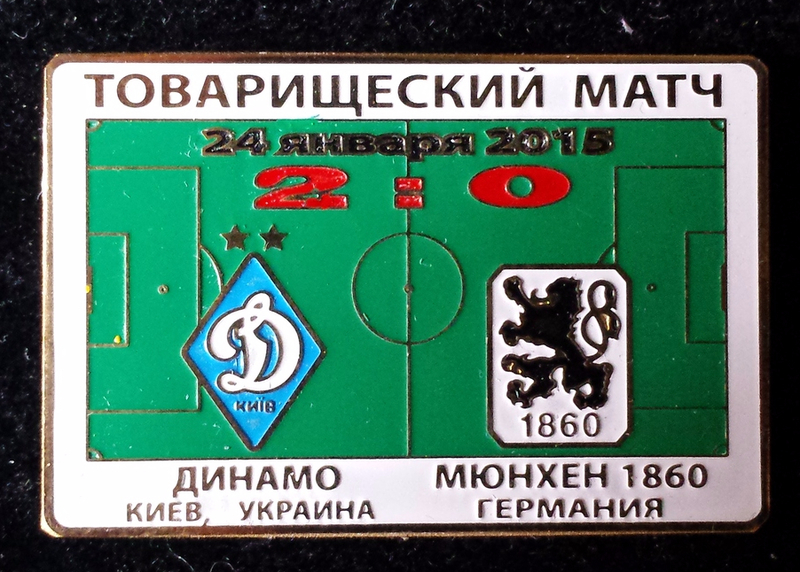 ТОВАРИЩЕСКИЙ МАТЧ
24 января 2015
2 : 0
Д
КИЇВ
1860
ДИНАМО
КИЕВ, УКРАИНА
МЮНХЕН 1860
ГЕРМАНИЯ